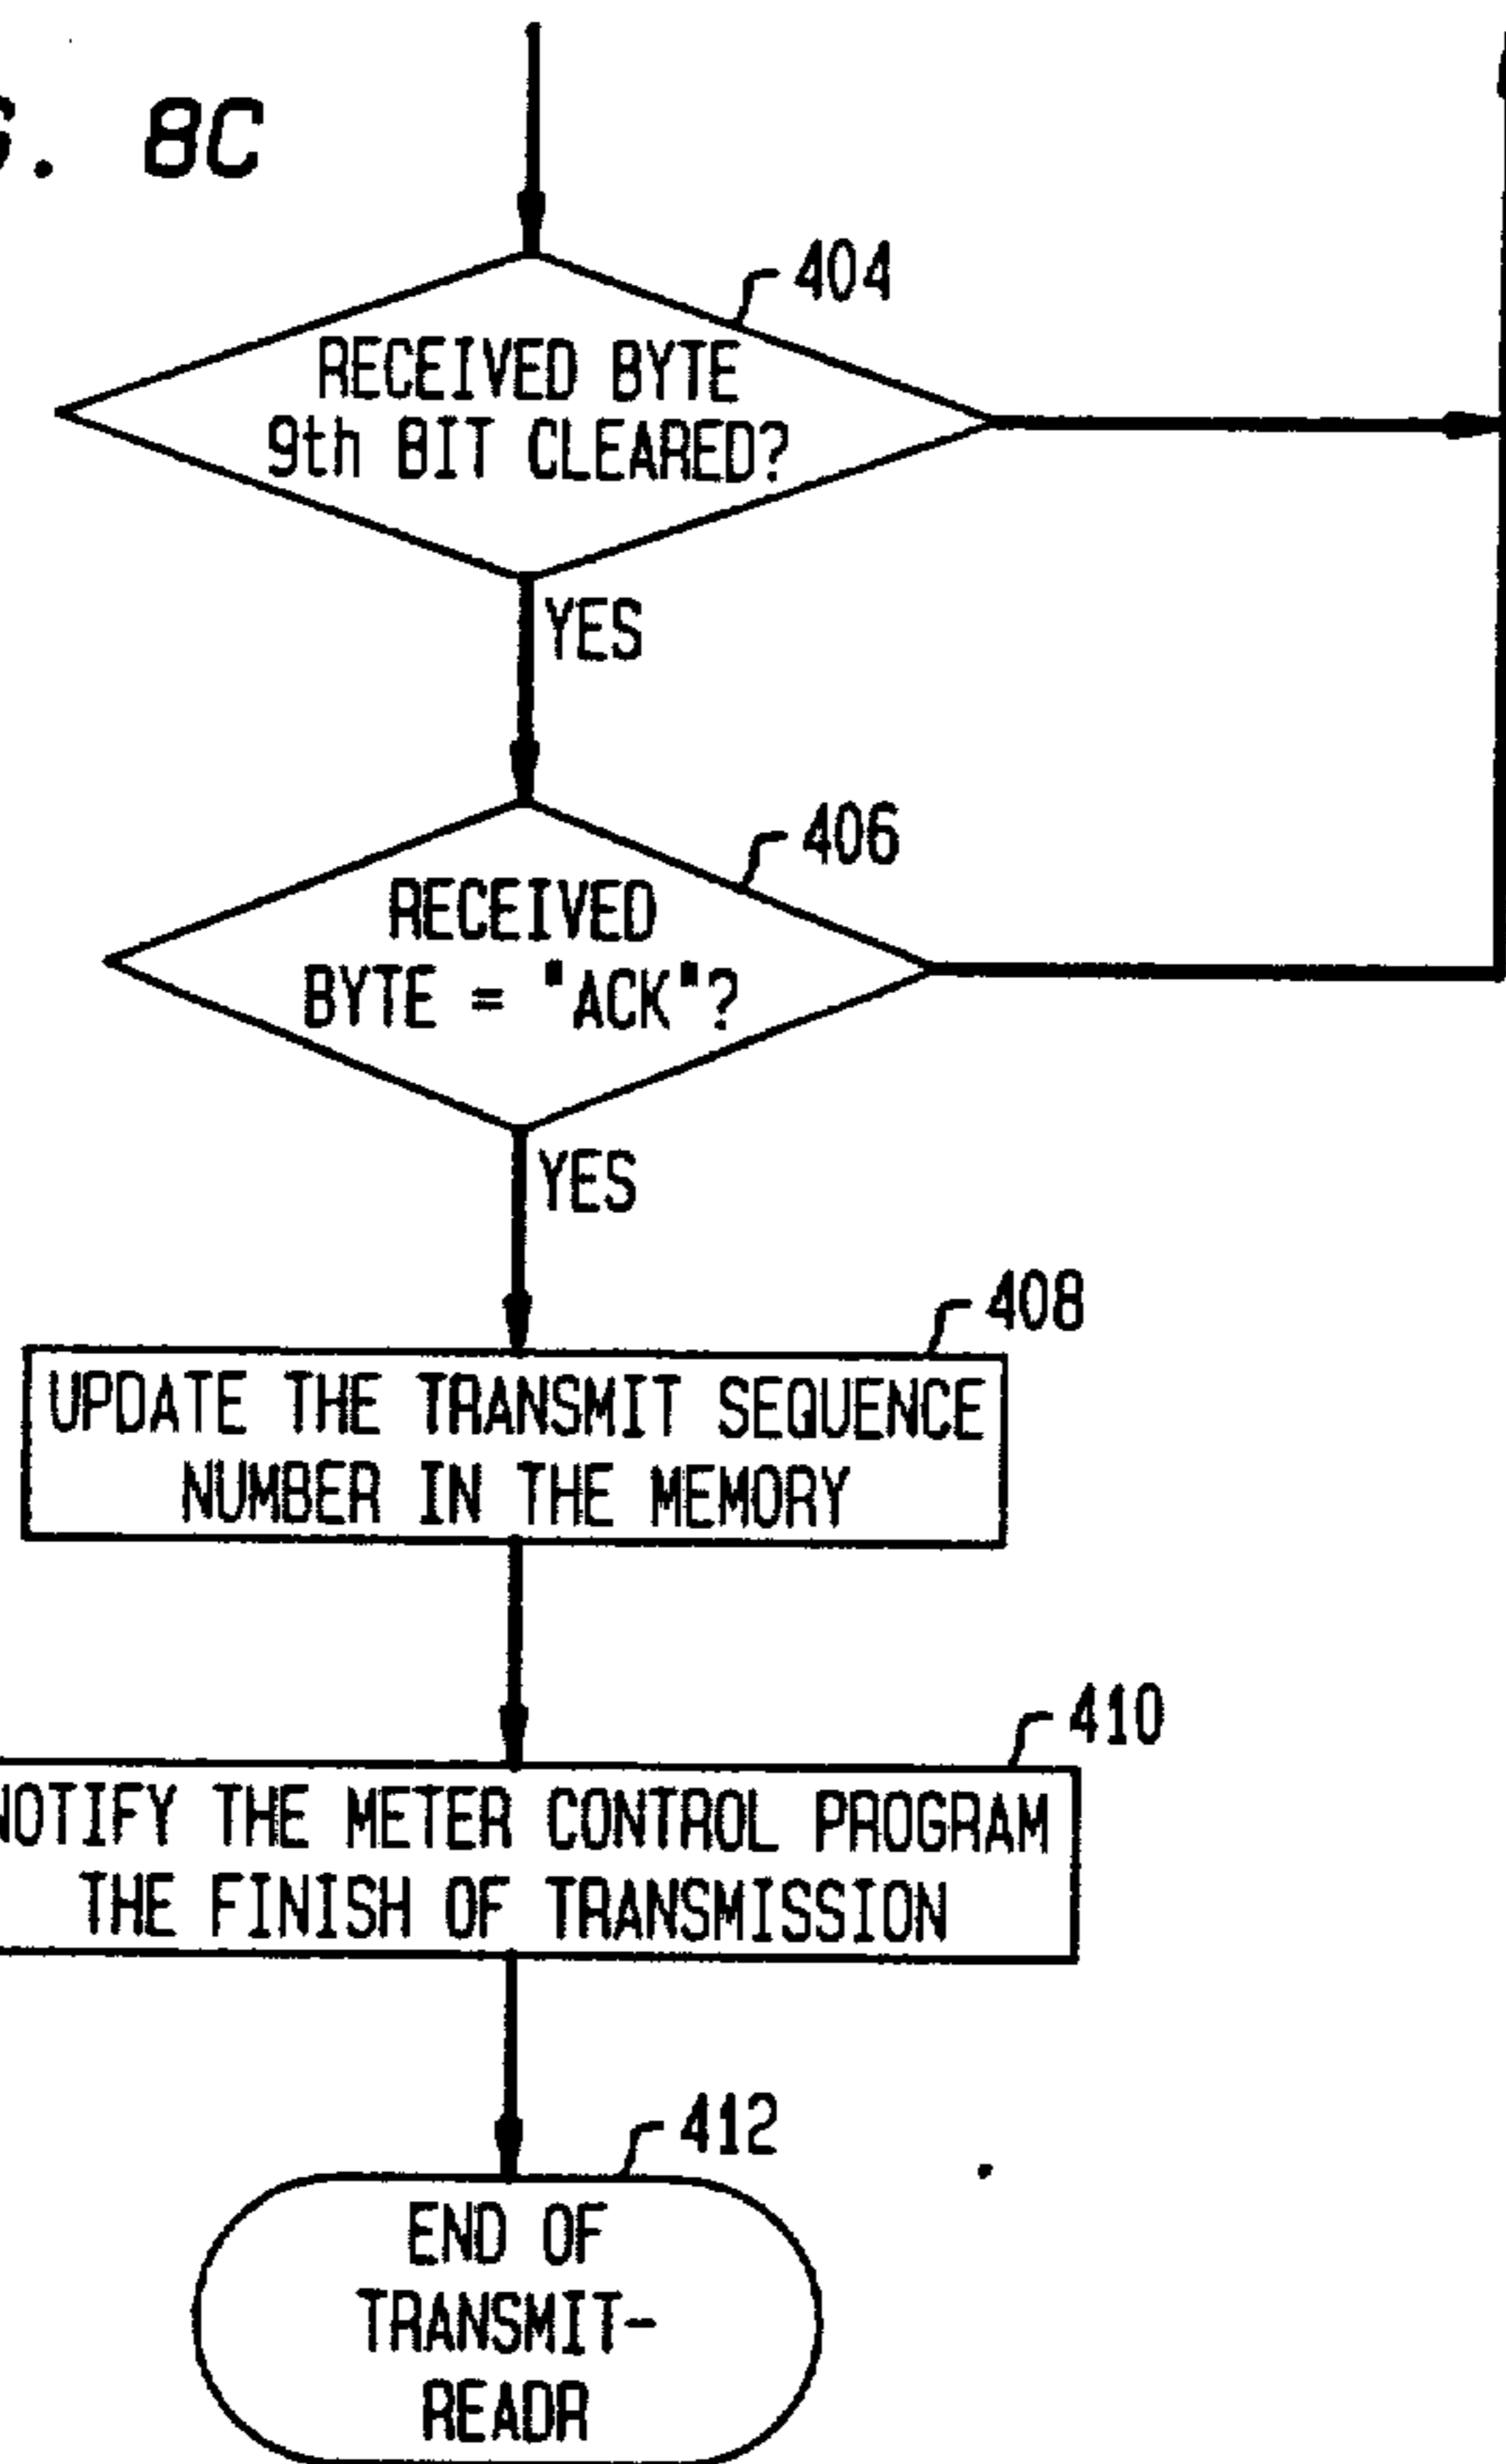 . 8C
404
RECEIVED BYTE
9th BIT CLEARED?
YES
406
RECEIVED
BYTE = "ACK"?
YES
408
UPDATE THE TRANSMIT SEQUENCE
NUMBER IN THE MEMORY
410
NOTIFY THE METER CONTROL PROGRAM
THE FINISH OF TRANSMISSION
412
END OF
TRANSMIT-
READR